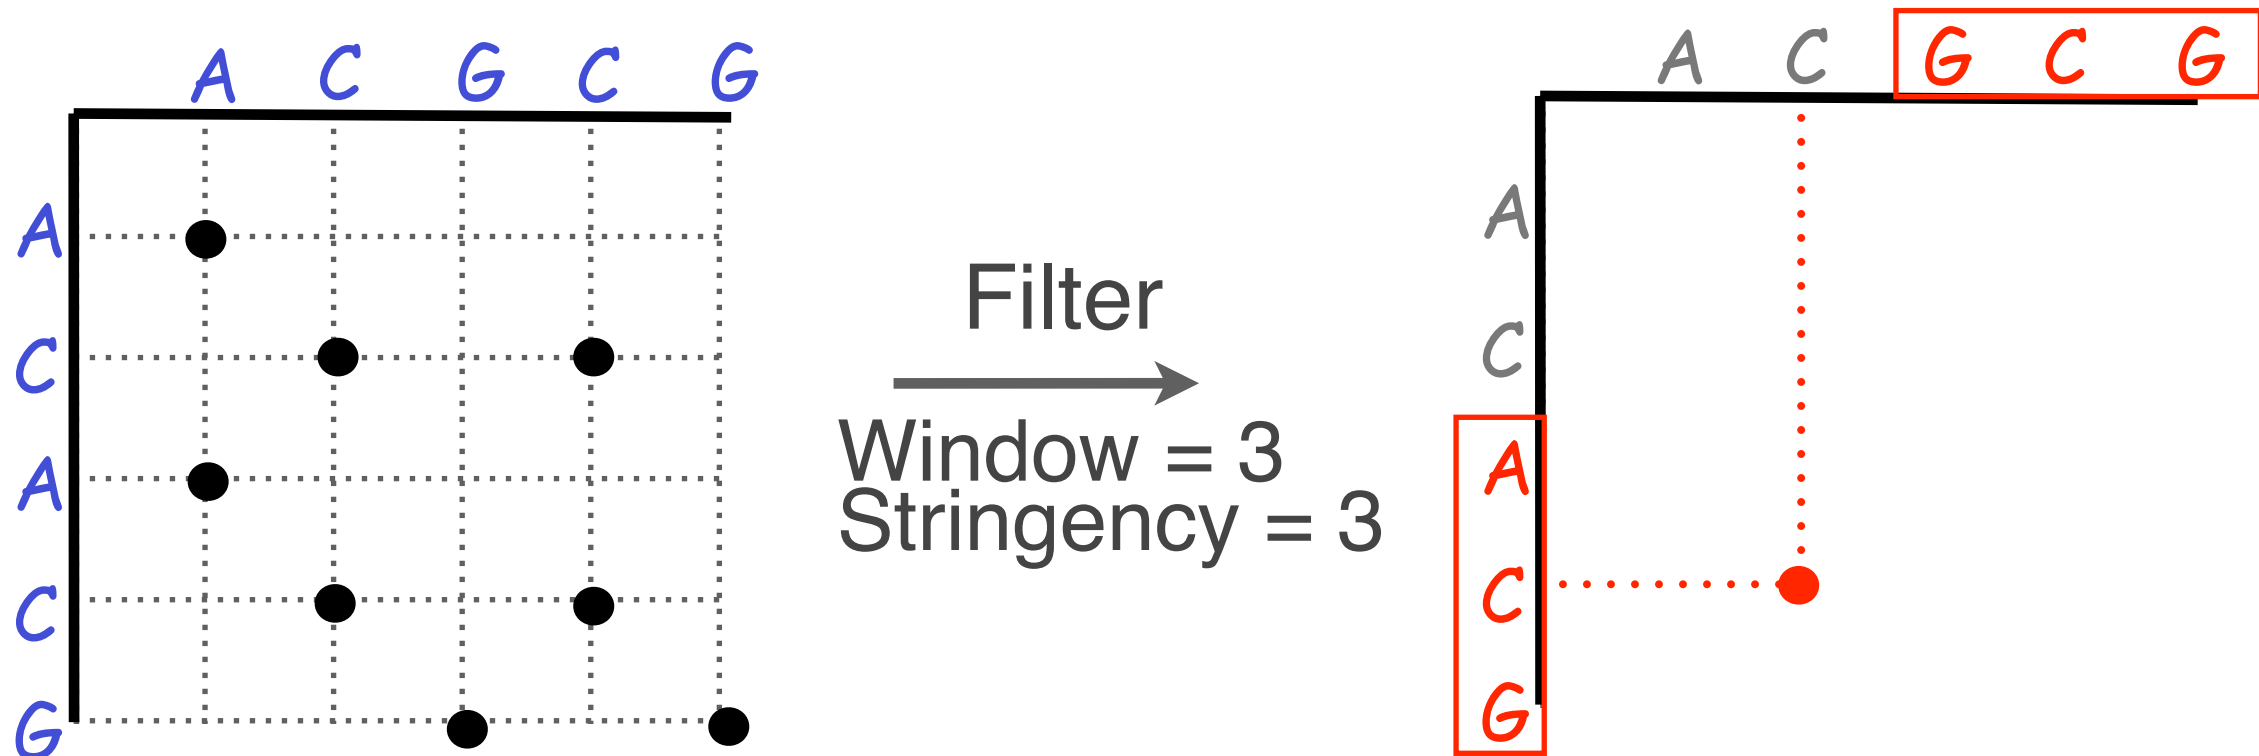 A C G C G
A
C
A
C
G
Filter
Window = 3
Stringency = 3
A C G C G
A
C
A
C
G